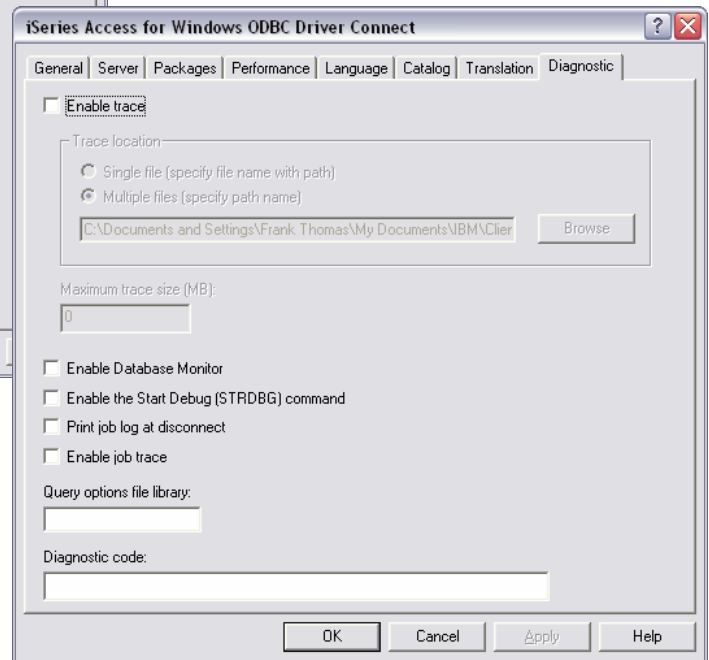 iSeries Access for Windows ODBC Driver Connect
General Server Packages Performance Language Catalog Translation Diagnostic
Enable trace
Trace location
Single file (specify file name with path)
Multiple files (specify path name)
C:\Documents and Settings\Frank Thomas\My Documents\IBM\Clier Browse
Maximum trace size (MB):
0
Enable Database Monitor
Enable the Start Debug (STRDBG) command
Print job log at disconnect
Enable job trace
Query options file library:
Diagnostic code:
OK Cancel Apply Help